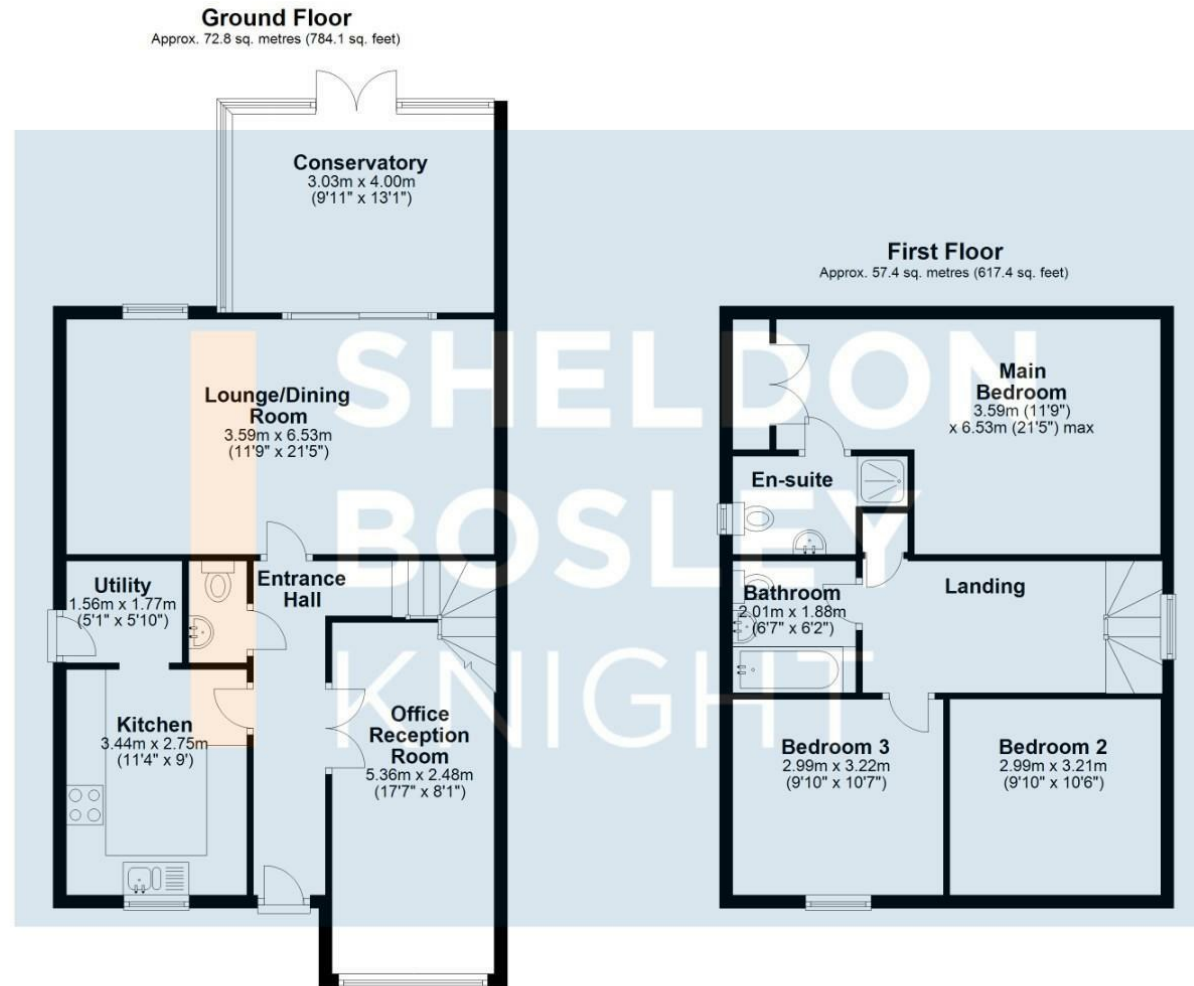 Ground Floor
Approx. 72.8 sq. metres (784.1 sq. feet)
Conservatory
3.03m x 4.00m
(9'11" x 13'1")
Lounge/Dining
Room
3.59m x 6.53m
(11'9" x 21'5")
Utility
1.56m x 1.77m
(5'1" x 5'10")
Entrance
Hall
Kitchen
3.44m x 2.75m
(11'4" x 9')
Office
Reception
Room
5.36m x 2.48m
(17'7" x 8'1")
First Floor
Approx. 57.4 sq. metres (617.4 sq. feet)
Main
Bedroom
3.59m (11'9")
x 6.53m (21'5") max
En-suite
Bathroom
2.01m x 1.88m
(6'7" x 6'2")
Landing
Bedroom 3
2.99m x 3.22m
(9'10" x 10'7")
Bedroom 2
2.99m x 3.21m
(9'10" x 10'6")
SHELDON
BOSLEY
KNIGHT